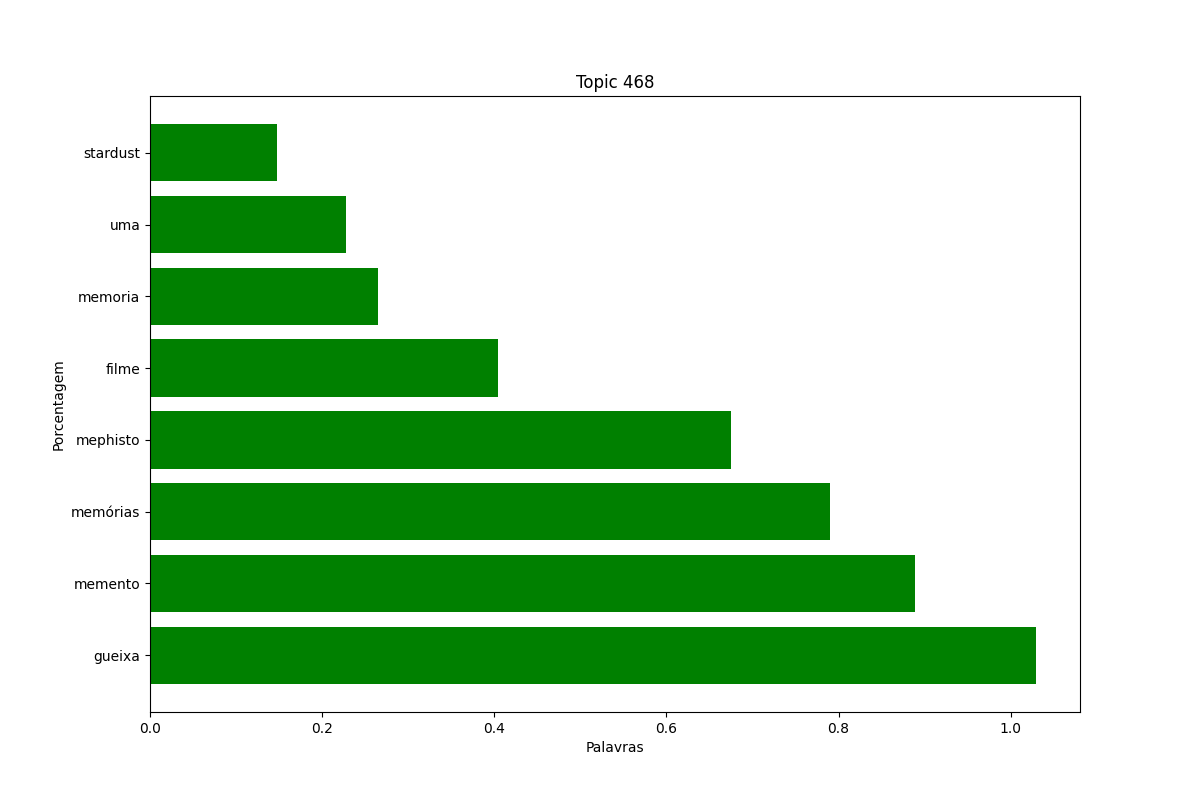 Topic 468
stardust
uma
memoria
filme
mephisto
memórias
memento
gueixa
Porcentagem
0.0 0.2 0.4 0.6 0.8 1.0
Palavras